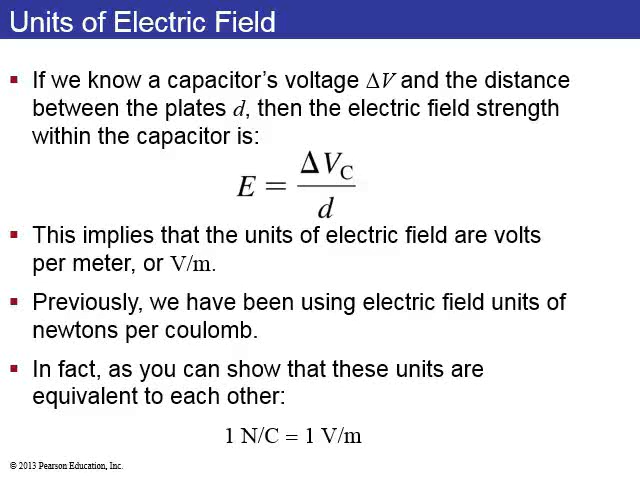 Units of Electric Field
▪ If we know a capacitor’s voltage ΔV and the distance
between the plates d, then the electric field strength
within the capacitor is:
E = ΔV_C / d
▪ This implies that the units of electric field are volts
per meter, or V/m.
▪ Previously, we have been using electric field units of
newtons per coulomb.
▪ In fact, as you can show that these units are
equivalent to each other:
1 N/C = 1 V/m
© 2013 Pearson Education, Inc.